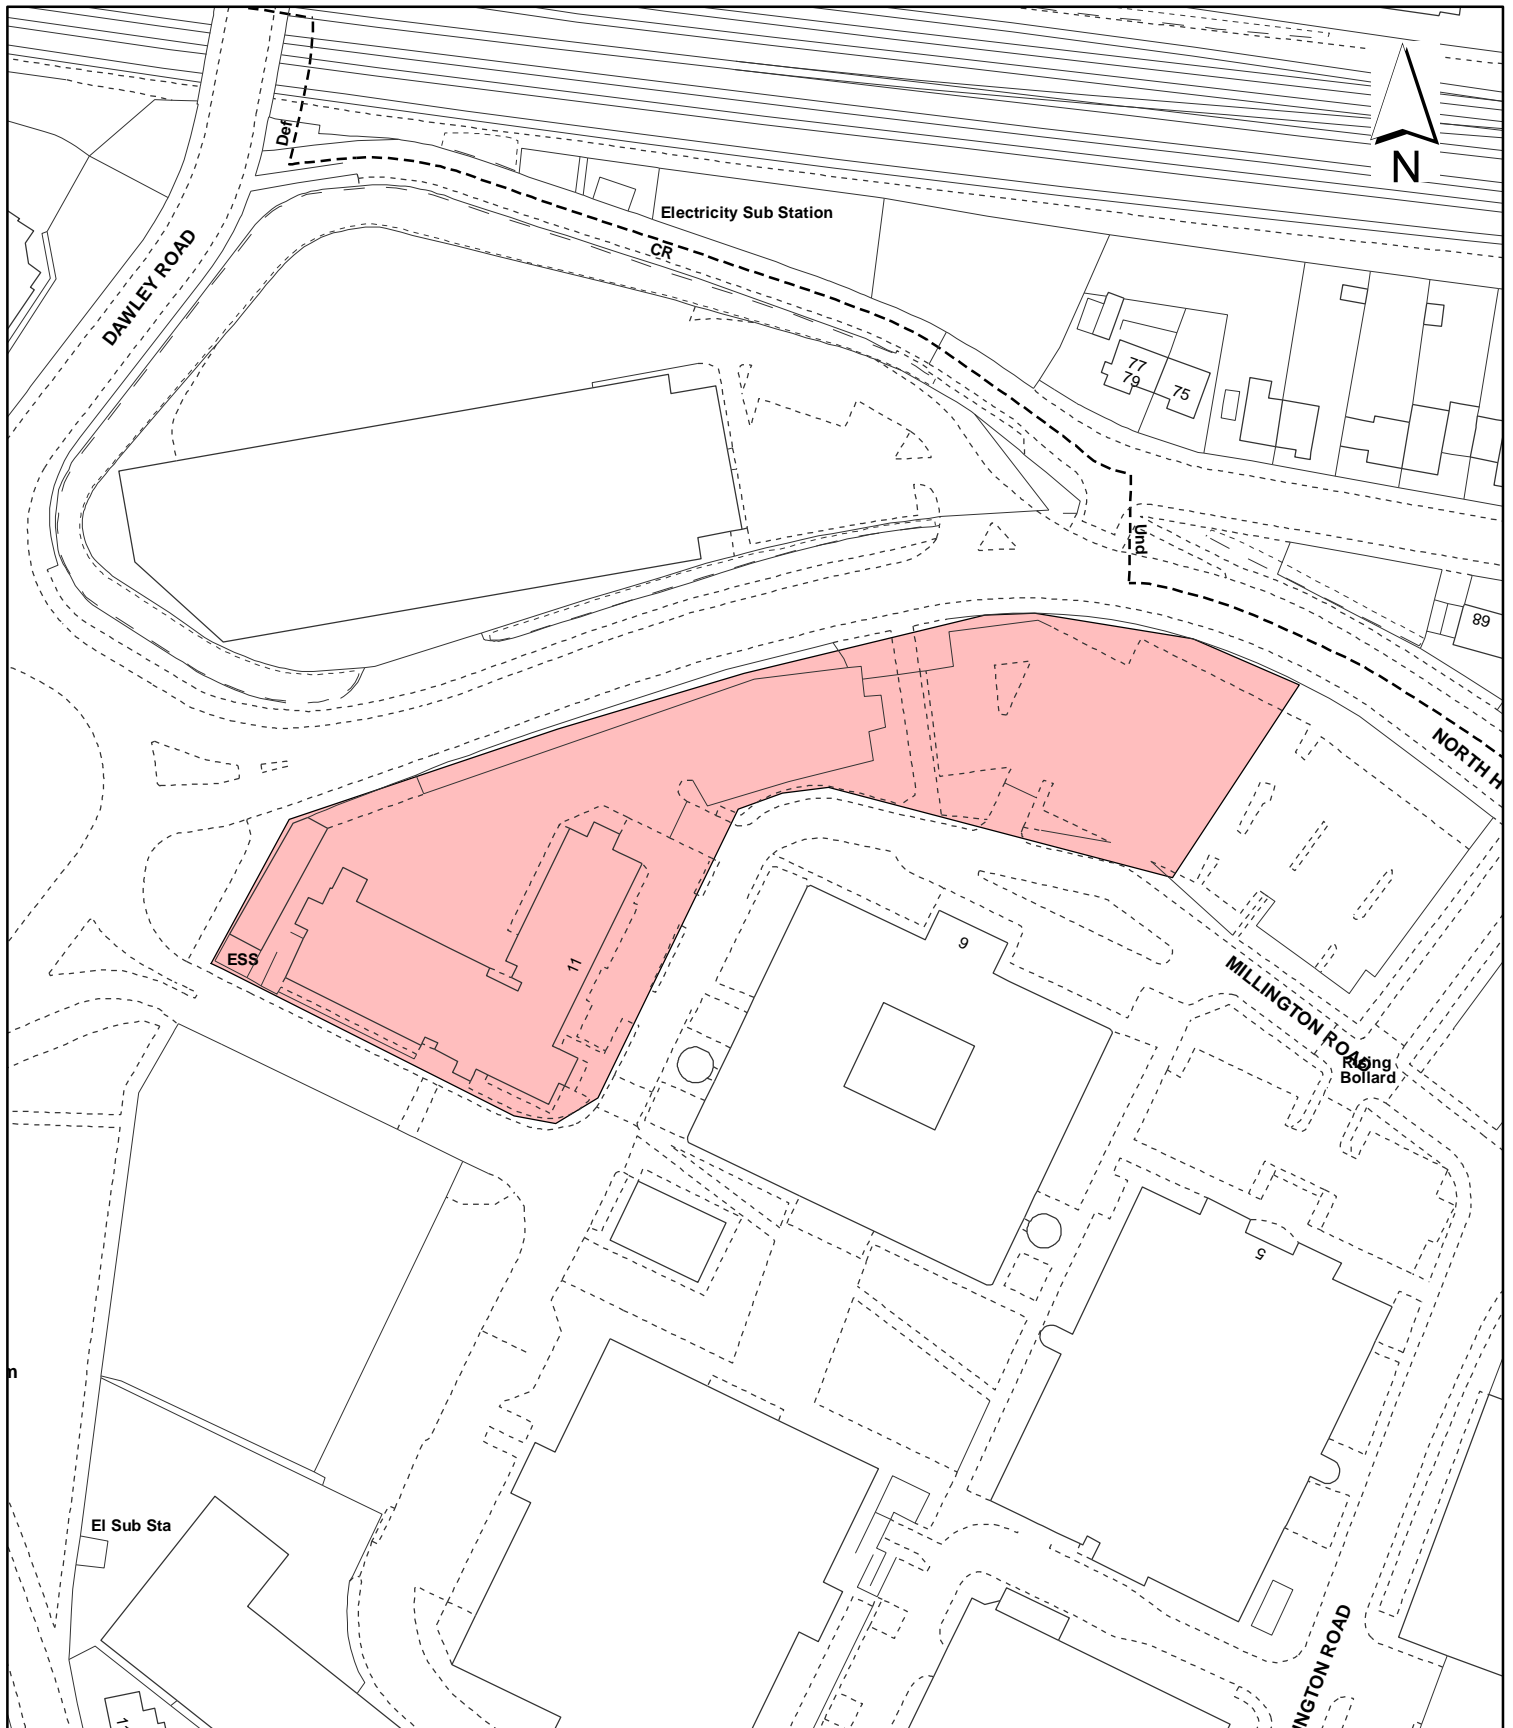 N
Def
Electricity Sub Station
CR
DAWLEY ROAD
77
79
75
Und
89
NORTH H
ESS
11
9
MILLINGTON ROAD
Rising
Bollard
5
El Sub Sta
NGTON ROAD